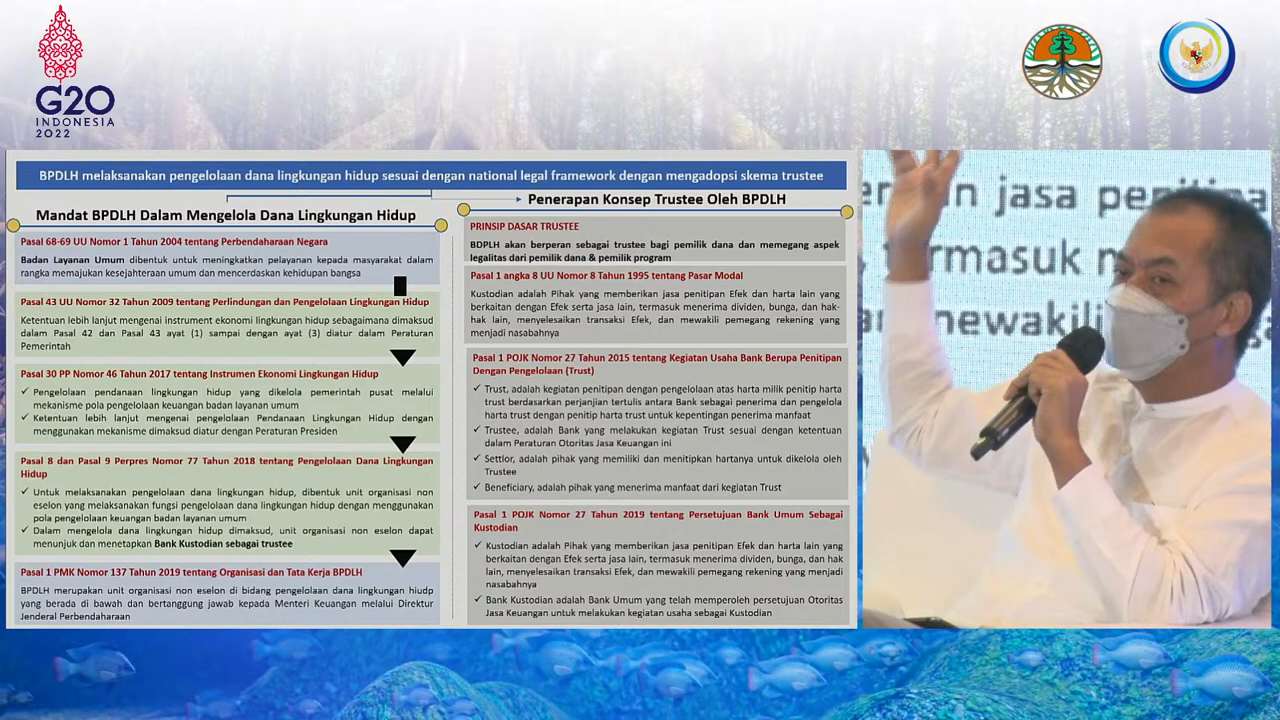 G20
INDONESIA
2022
BPDLH melaksanakan pengelolaan dana lingkungan hidup sesuai dengan national legal framework dengan mengadopsi skema trustee
Mandat BPDLH Dalam Mengelola Dana Lingkungan Hidup
Pasal 68-69 UU Nomor 1 Tahun 2004 tentang Perbendaharaan Negara
Badan Layanan Umum dibentuk untuk meningkatkan pelayanan kepada masyarakat dalam
rangka memajukan kesejahteraan umum dan mencerdaskan kehidupan bangsa
Pasal 43 UU Nomor 32 Tahun 2009 tentang Perlindungan dan Pengelolaan Lingkungan Hidup
Ketentuan lebih lanjut mengenai instrument ekonomi lingkungan hidup sebagaimana dimaksud
dalam Pasal 42 dan Pasal 43 ayat (1) sampai dengan ayat (3) diatur dalam Peraturan
Pemerintah
Pasal 30 PP Nomor 46 Tahun 2017 tentang Instrumen Ekonomi Lingkungan Hidup
✓ Pengelolaan pendanaan lingkungan hidup yang dikelola pemerintah pusat melalui
mekanisme pola pengelolaan keuangan badan layanan umum
✓ Ketentuan lebih lanjut mengenai pengelolaan Pendanaan Lingkungan Hidup dengan
menggunakan mekanisme dimaksud diatur dengan Peraturan Presiden
Pasal 8 dan Pasal 9 Perpres Nomor 77 Tahun 2018 tentang Pengelolaan Dana Lingkungan
Hidup
✓ Untuk melaksanakan pengelolaan dana lingkungan hidup, dibentuk unit organisasi non
eselon yang melaksanakan fungsi pengelolaan dana lingkungan hidup dengan menggunakan
pola pengelolaan keuangan badan layanan umum
✓ Dalam mengelola dana lingkungan hidup dimaksud, unit organisasi non eselon dapat
menunjuk dan menetapkan Bank Kustodian sebagai trustee
Pasal 1 PMK Nomor 137 Tahun 2019 tentang Organisasi dan Tata Kerja BPDLH
BPDLH merupakan unit organisasi non eselon di bidang pengelolaan dana lingkungan hiudp
yang berada di bawah dan bertanggung jawab kepada Menteri Keuangan melalui Direktur
Jenderal Perbendaharaan
Penerapan Konsep Trustee Oleh BPDLH
PRINSIP DASAR TRUSTEE
BDPLH akan berperan sebagai trustee bagi pemilik dana dan memegang aspek
legalitas dari pemilik dana & pemilik program
Pasal 1 angka 8 UU Nomor 8 Tahun 1995 tentang Pasar Modal
Kustodian adalah Pihak yang memberikan jasa penitipan Efek dan harta lain yang
berkaitan dengan Efek serta jasa lain, termasuk menerima dividen, bunga, dan hak-
hak lain, menyelesaikan transaksi Efek, dan mewakili pemegang rekening yang
menjadi nasabahnya
Pasal 1 POJK Nomor 27 Tahun 2015 tentang Kegiatan Usaha Bank Berupa Penitipan
Dengan Pengelolaan (Trust)
✓ Trust, adalah kegiatan penitipan dengan pengelolaan atas harta milik penitip harta
trust berdasarkan perjanjian tertulis antara Bank sebagai penerima dan pengelola
harta trust dengan penitip harta trust untuk kepentingan penerima manfaat
✓ Trustee, adalah Bank yang melakukan kegiatan Trust sesuai dengan ketentuan
dalam Peraturan Otoritas Jasa Keuangan ini
✓ Settlor, adalah pihak yang memiliki dan menitipkan hartanya untuk dikelola oleh
Trustee
✓ Beneficiary, adalah pihak yang menerima manfaat dari kegiatan Trust
Pasal 1 POJK Nomor 27 Tahun 2019 tentang Persetujuan Bank Umum Sebagai
Kustodian
✓ Kustodian adalah Pihak yang memberikan jasa penitipan Efek dan harta lain yang
berkaitan dengan Efek serta jasa lain, termasuk menerima dividen, bunga, dan hak
lain, menyelesaikan transaksi Efek, dan mewakili pemegang rekening yang menjadi
nasabahnya
✓ Bank Kustodian adalah Bank Umum yang telah memperoleh persetujuan Otoritas
Jasa Keuangan untuk melakukan kegiatan usaha sebagai Kustodian
jasa penitipa
termasuk m
mewakili